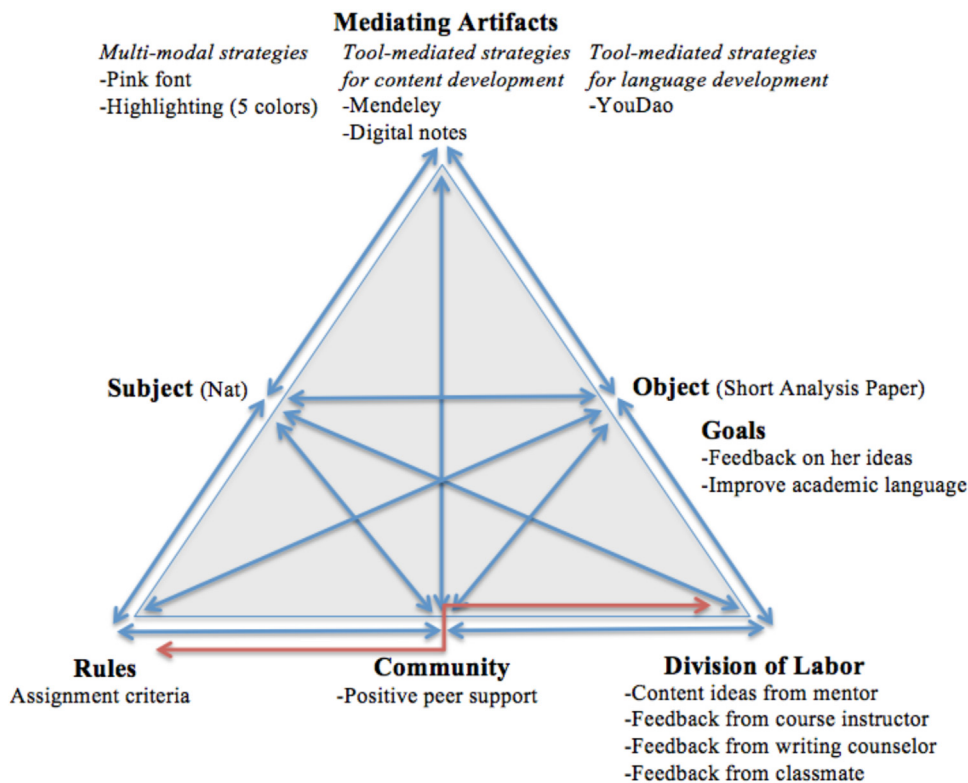 Mediating Artifacts
Multi-modal strategies
-Pink font
-Highlighting (5 colors)
Tool-mediated strategies
for content development
-Mendeley
-Digital notes
Tool-mediated strategies
for language development
-YouDao
Subject (Nat)
Object (Short Analysis Paper)
Goals
-Feedback on her ideas
-Improve academic language
Rules
Assignment criteria
Community
-Positive peer support
Division of Labor
-Content ideas from mentor
-Feedback from course instructor
-Feedback from writing counselor
-Feedback from classmate